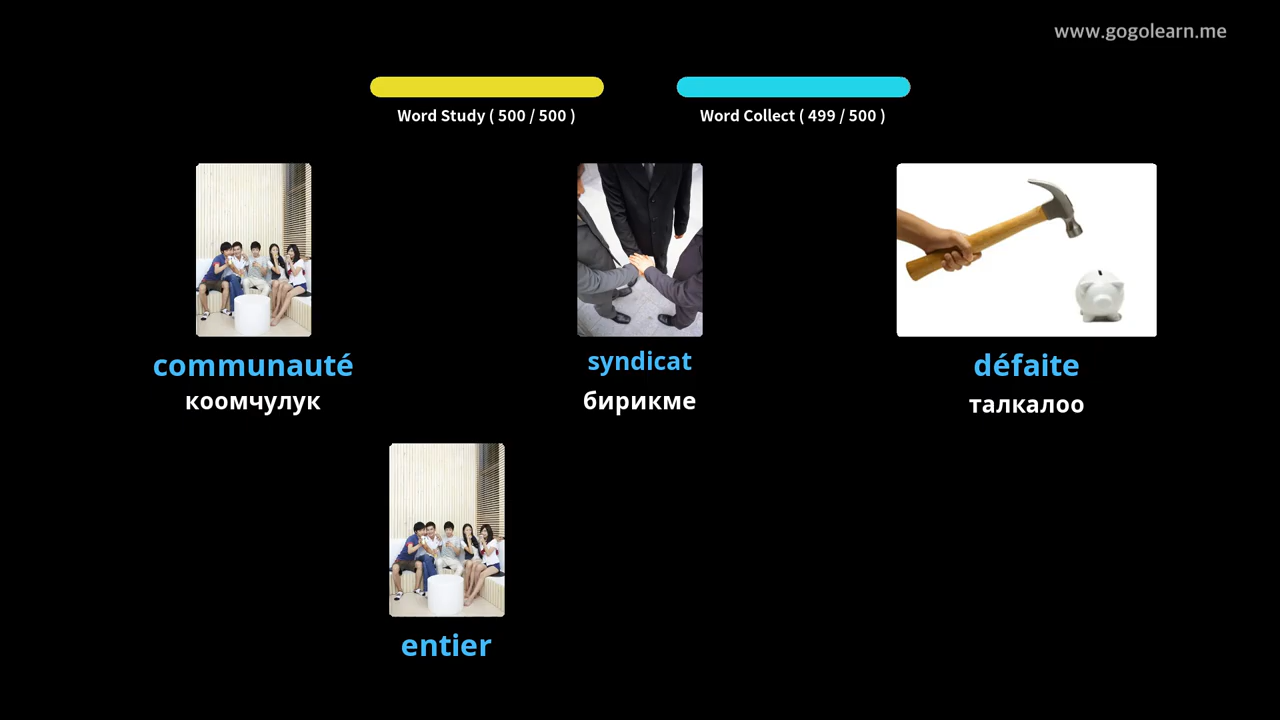 www.gogolearn.me
Word Study ( 500 / 500 )
Word Collect ( 499 / 500 )
communauté
коомчулук
syndicat
бирикме
défaite
талкалоо
entier